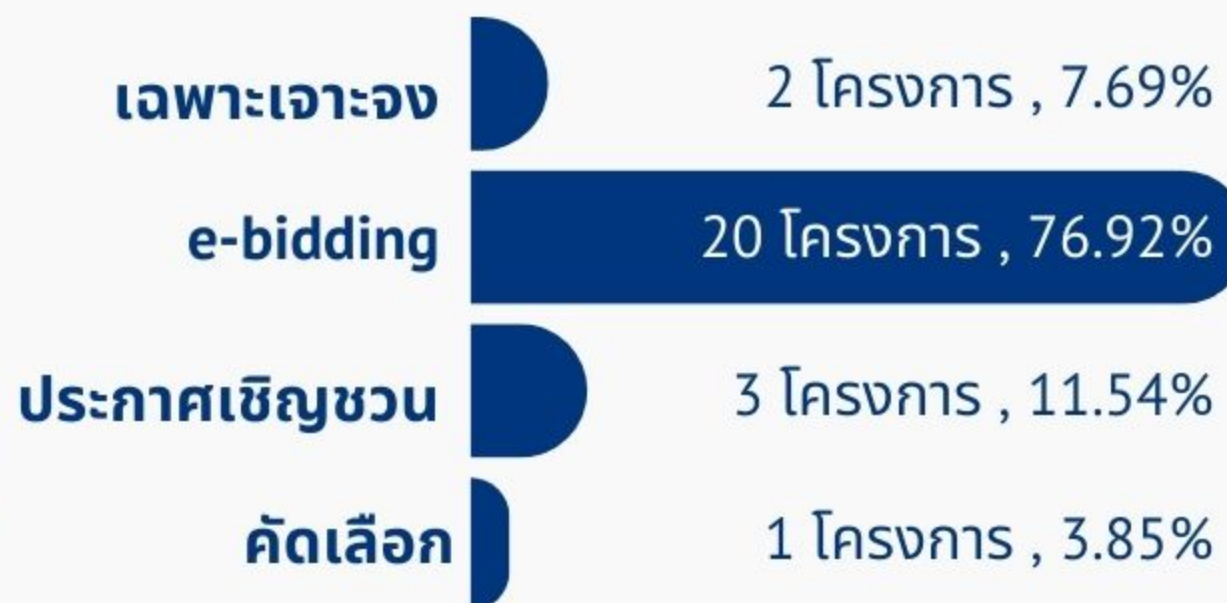 เฉพาะเจาะจง 2 โครงการ , 7.69%
e-bidding 20 โครงการ , 76.92%
ประกาศเชิญชวน 3 โครงการ , 11.54%
คัดเลือก 1 โครงการ , 3.85%